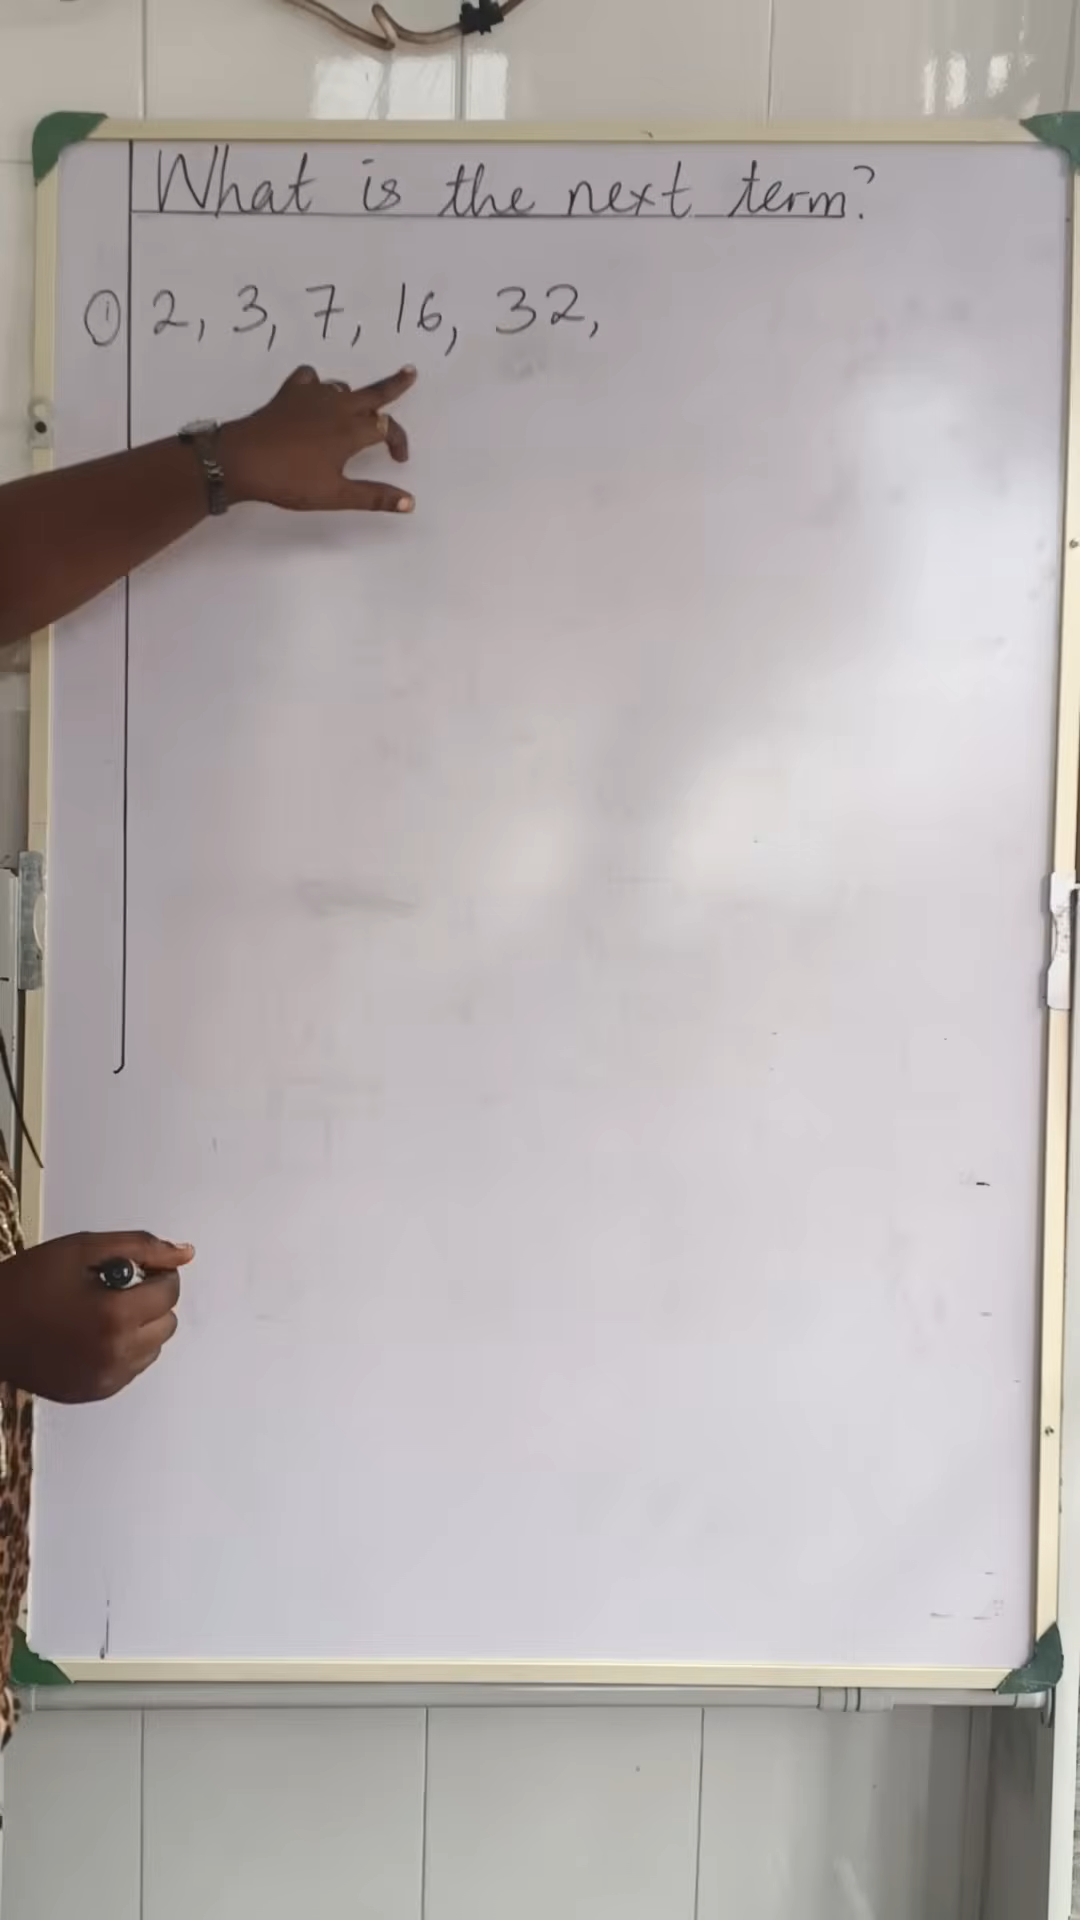 What is the next term?
① 2, 3, 7, 16, 32,